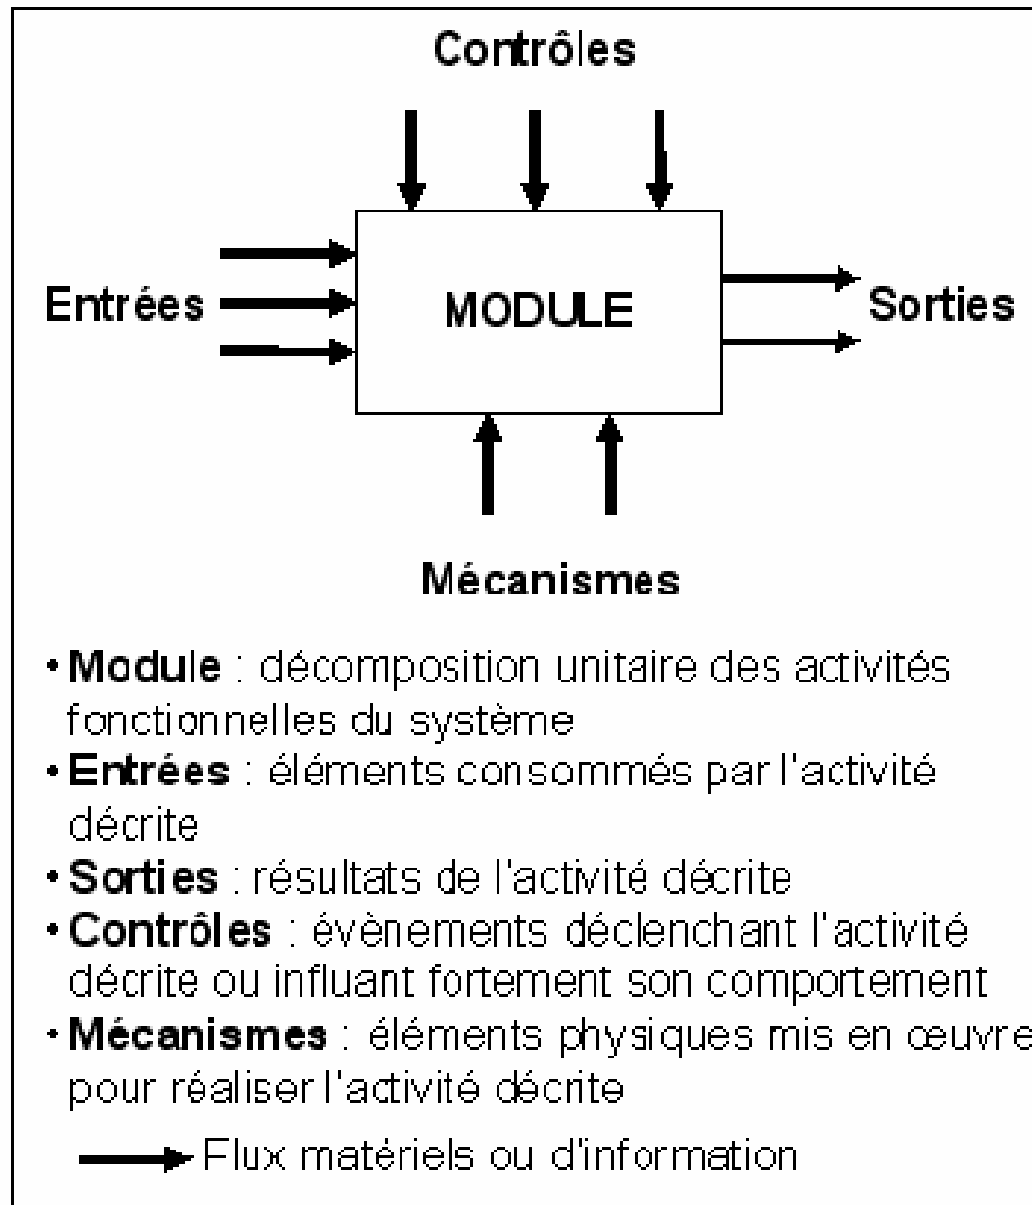 Contrôles
Entrées
MODULE
Sorties
Mécanismes
• Module : décomposition unitaire des activités
fonctionnelles du système
• Entrées : éléments consommés par l'activité
décrite
• Sorties : résultats de l'activité décrite
• Contrôles : évènements déclenchant l'activité
décrite ou influant fortement son comportement
• Mécanismes : éléments physiques mis en œuvre
pour réaliser l'activité décrite
Flux matériels ou d'information